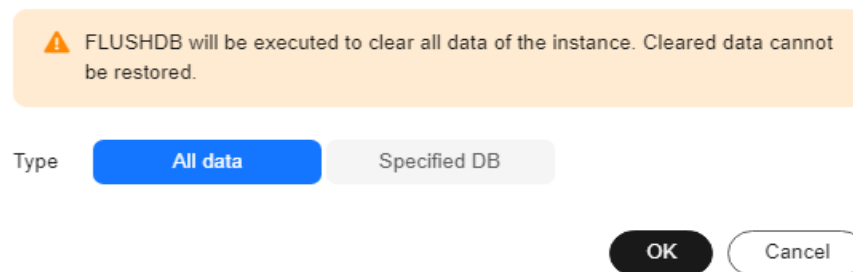 FLUSHDB will be executed to clear all data of the instance. Cleared data cannot
be restored.
Type All data Specified DB
OK Cancel